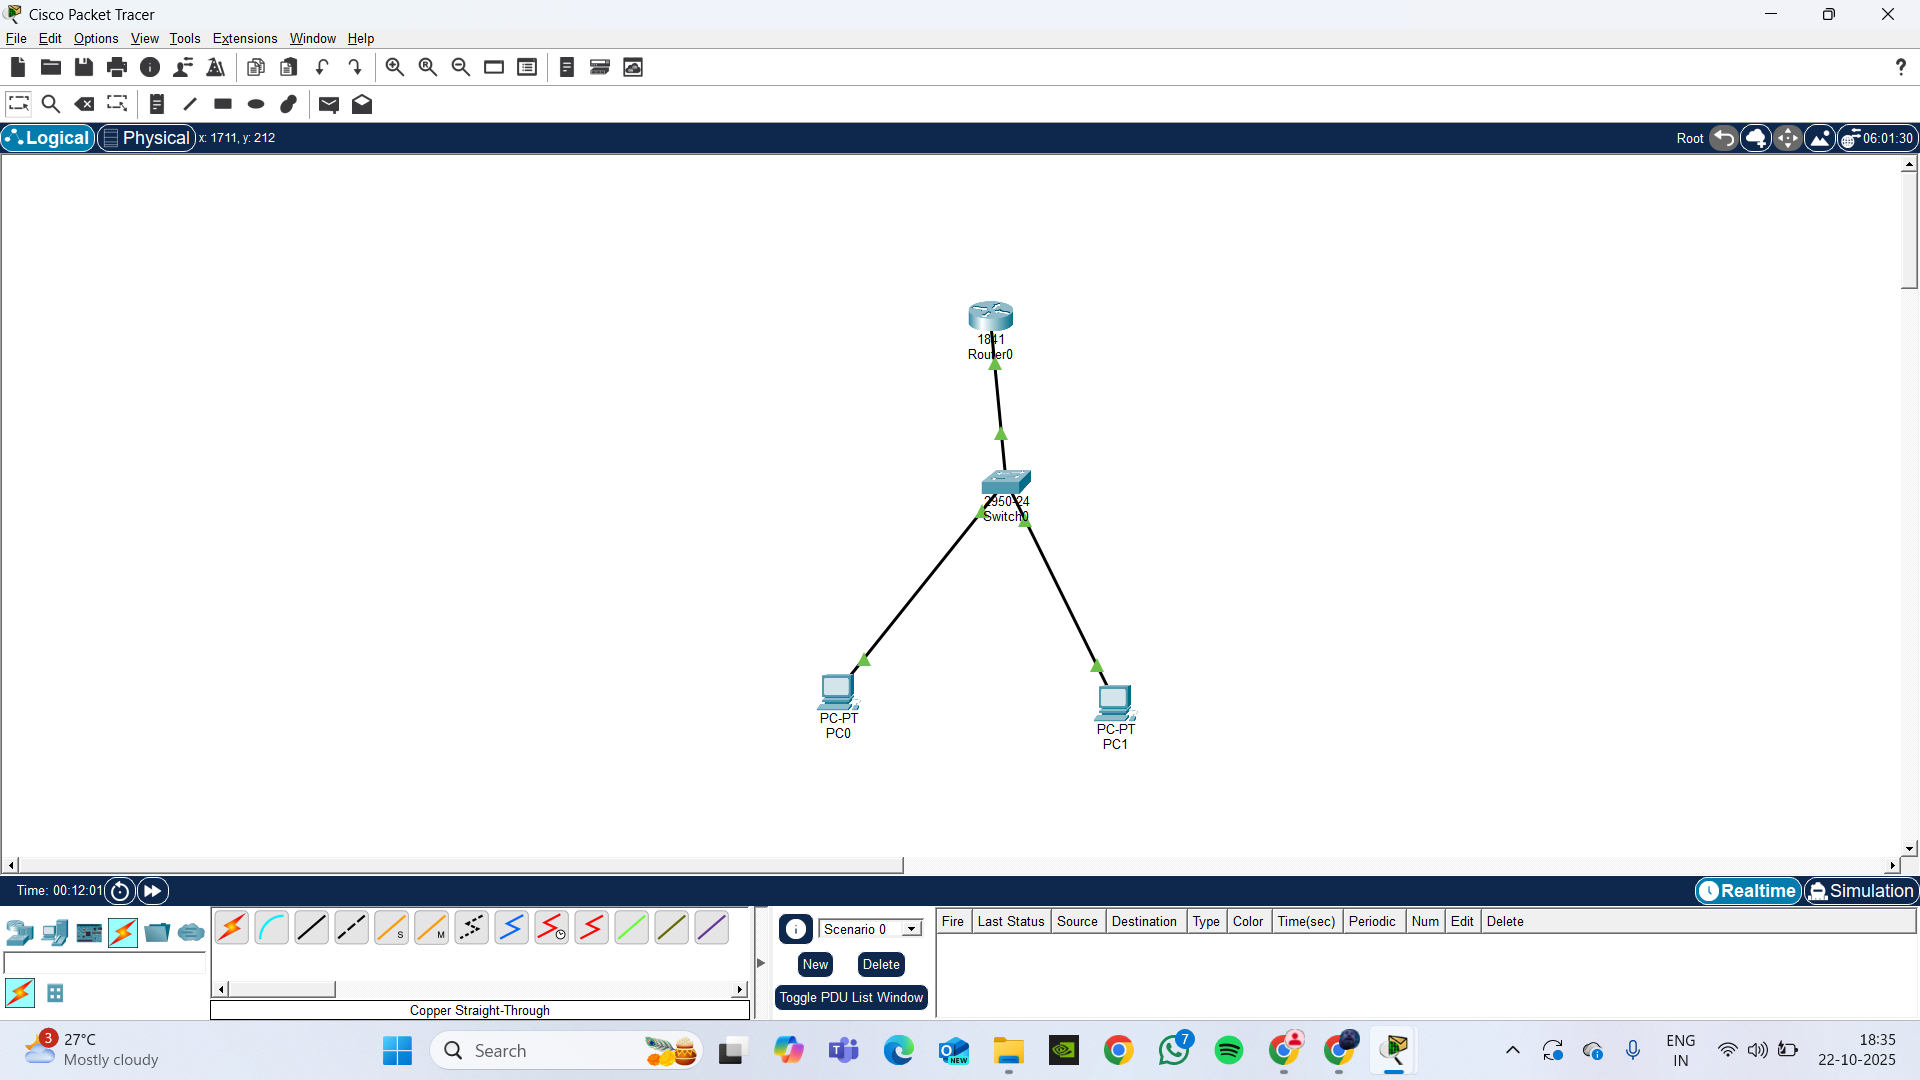 Cisco Packet Tracer
File Edit Options View Tools Extensions Window Help
?
Logical Physical x: 1711, y: 212 Root 06:01:30
1841
Router0
2950-24
Switch0
PC-PT
PC0
PC-PT
PC1
Time: 00:12:01 Realtime Simulation
S M
Scenario 0
New Delete
Toggle PDU List Window
Fire Last Status Source Destination Type Color Time(sec) Periodic Num Edit Delete
Copper Straight-Through
3
27°C
Mostly cloudy
Search
NEW
7
ENG
IN
18:35
22-10-2025